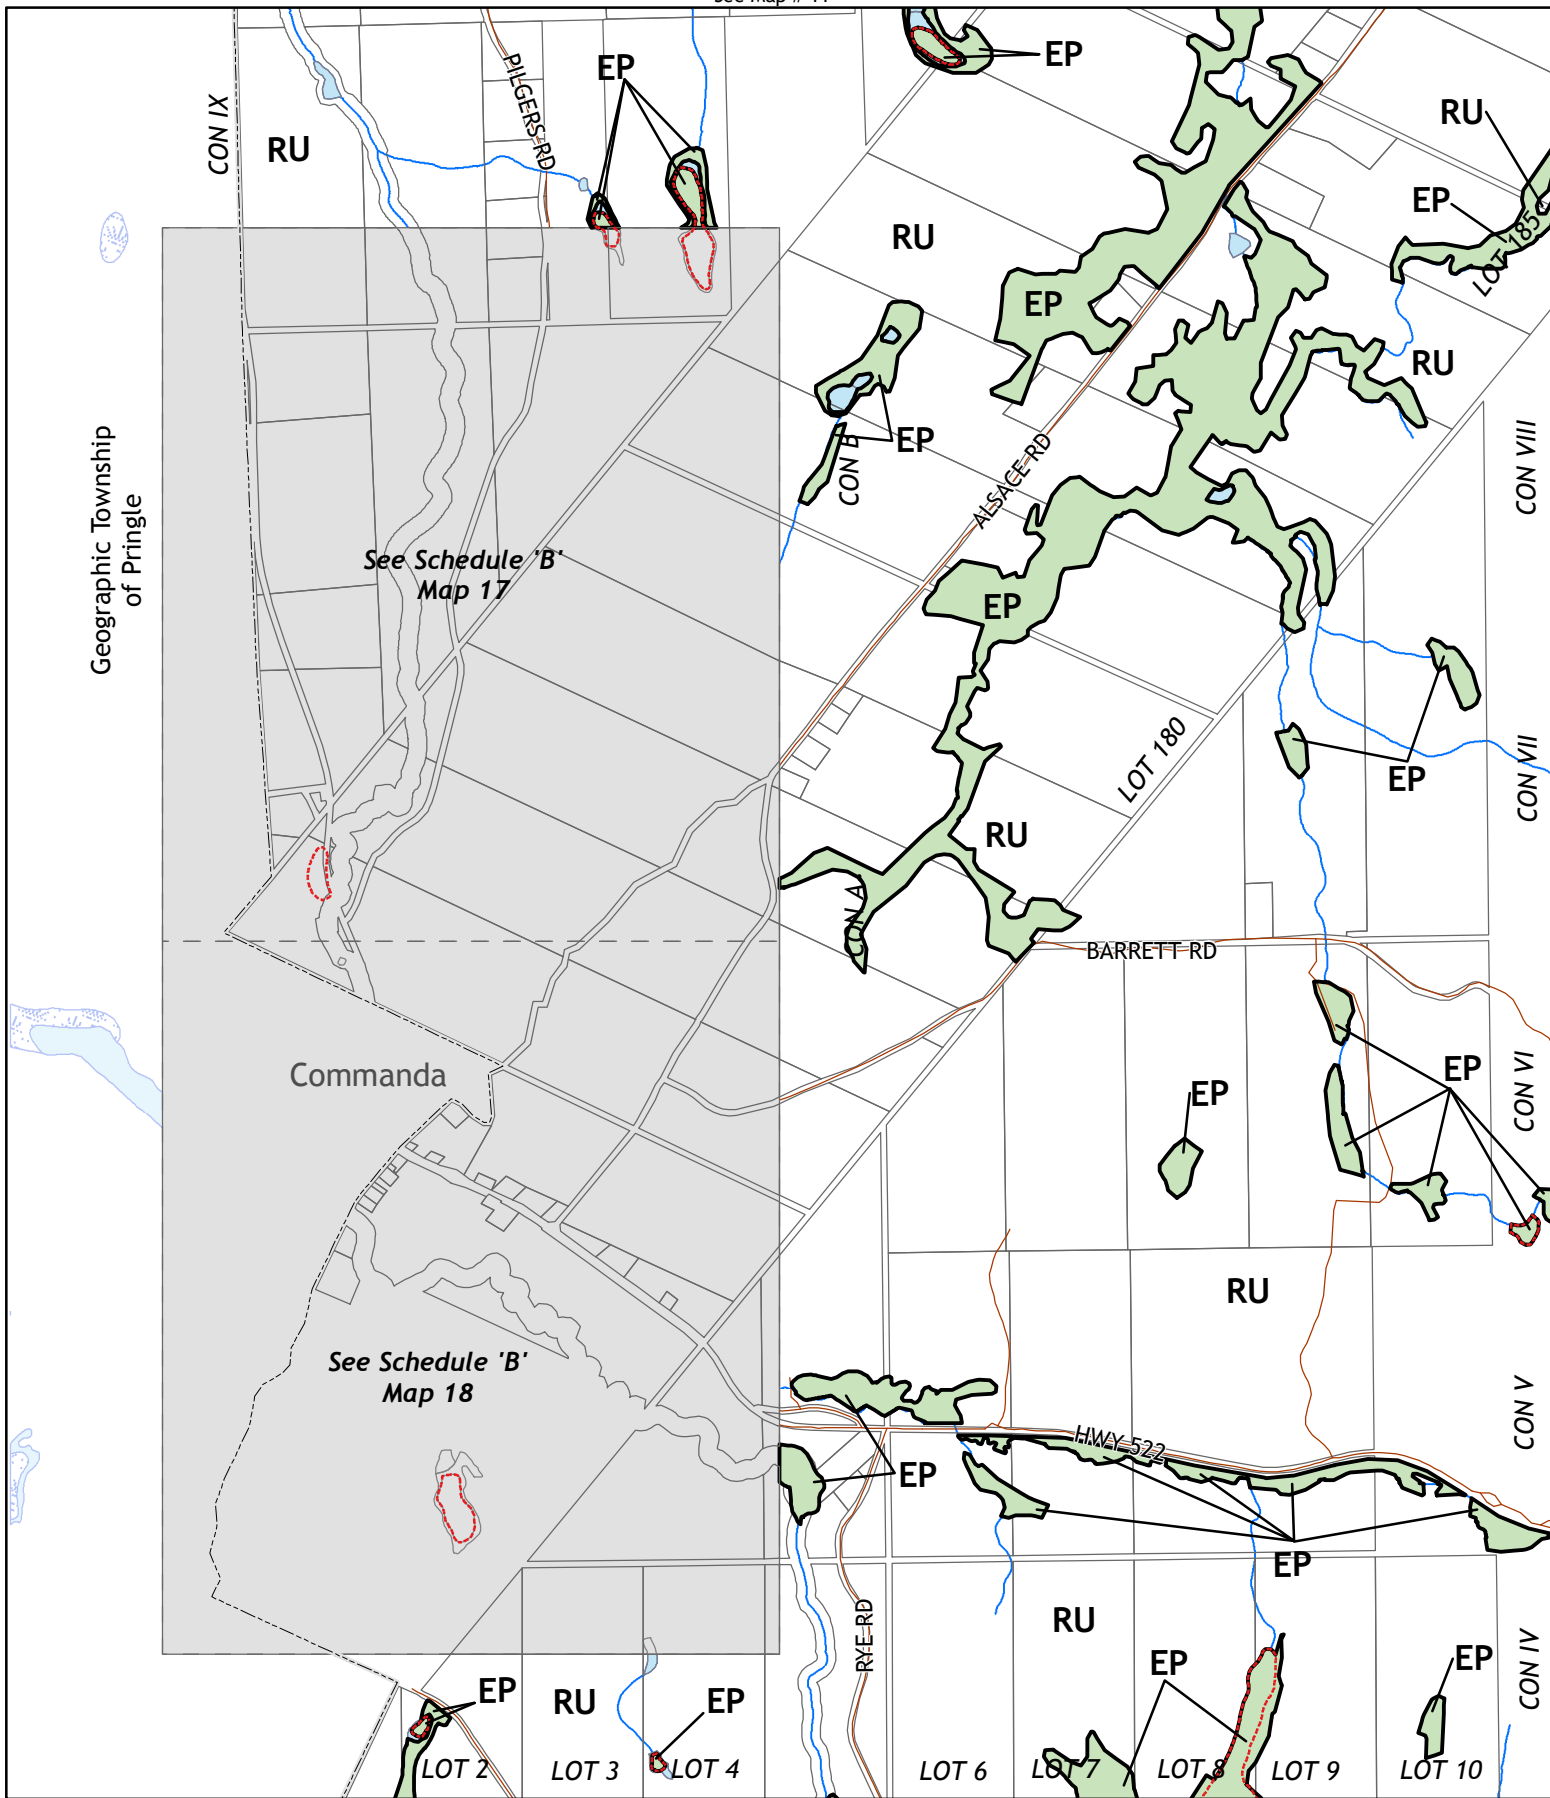 EP
EP
PILGERS RD
CON IX
RU
RU
EP
RU
LOT 185
EP
RU
EP
CON B
ALSACE RD
CON VIII
Geographic Township
of Pringle
See Schedule 'B'
Map 17
EP
LOT 180
EP
CON VII
RU
CON A
BARRETT RD
Commanda
EP
EP
CON VI
RU
See Schedule 'B'
Map 18
CON V
HWY 522
EP
EP
RU
RYE RD
EP
EP
CON IV
EP
RU
EP
LOT 2
LOT 3
LOT 4
LOT 6
LOT 7
LOT 8
LOT 9
LOT 10